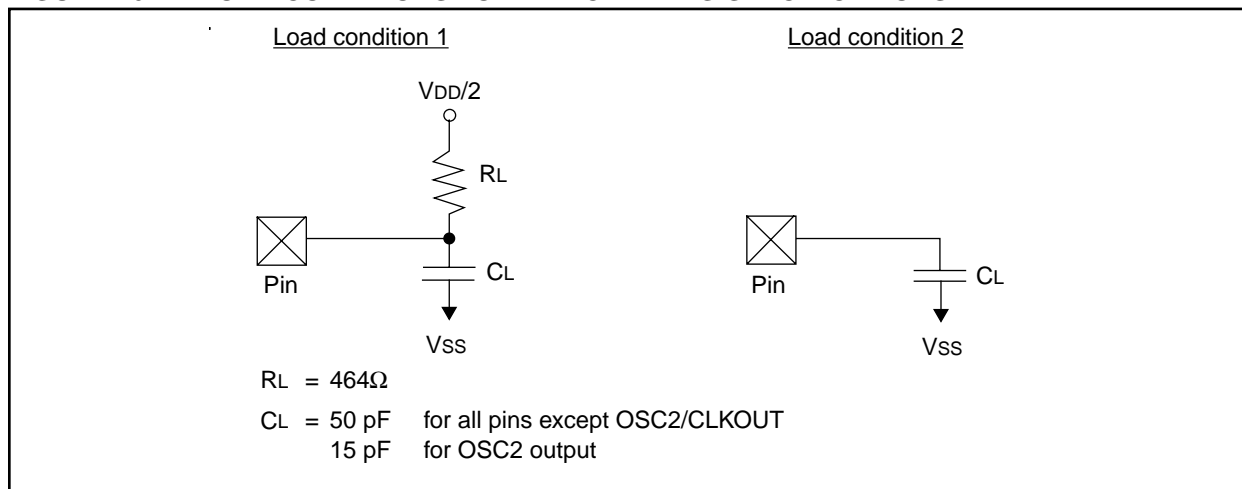 Load condition 1
Load condition 2
VDD/2
RL
Pin
CL
VSS
Pin
CL
VSS
RL = 464Ω
CL = 50 pF for all pins except OSC2/CLKOUT
15 pF for OSC2 output